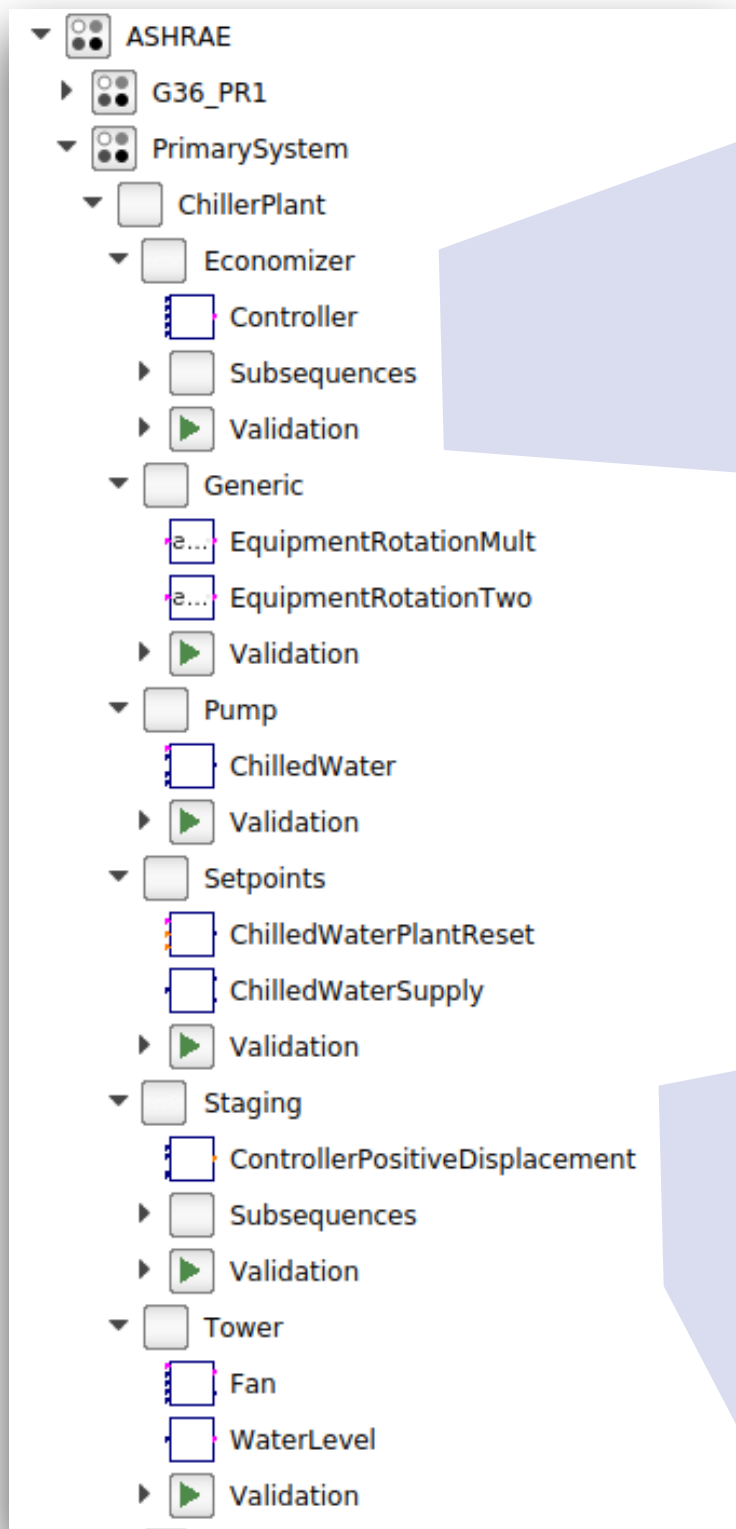 ASHRAE
G36_PR1
PrimarySystem
ChillerPlant
Economizer
Controller
Subsequences
Validation
Generic
a... EquipmentRotationMult
a... EquipmentRotationTwo
Validation
Pump
ChilledWater
Validation
Setpoints
ChilledWaterPlantReset
ChilledWaterSupply
Validation
Staging
ControllerPositiveDisplacement
Subsequences
Validation
Tower
Fan
WaterLevel
Validation